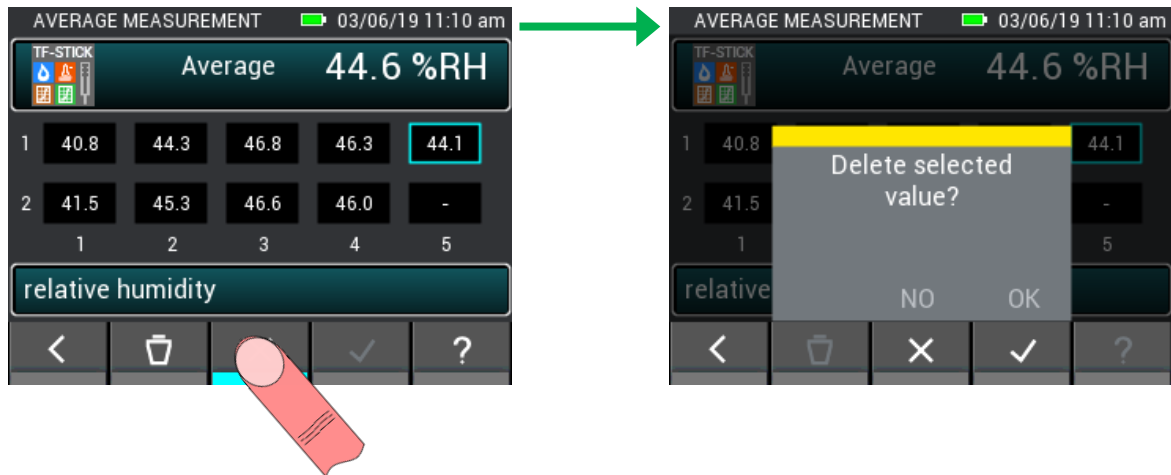 AVERAGE MEASUREMENT 03/06/19 11:10 am
TF-STICK
Average 44.6 %RH
1 40.8 44.3 46.8 46.3 44.1
2 41.5 45.3 46.6 46.0 -
1 2 3 4 5
relative humidity
?
AVERAGE MEASUREMENT 03/06/19 11:10 am
TF-STICK
Average 44.6 %RH
1 40.8 44.1
Delete selected
value?
2 41.5 -
1 5
relative
NO OK
?